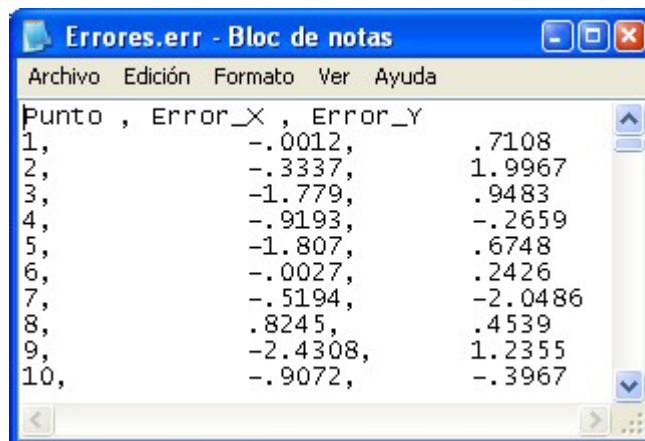 Errores.err - Bloc de notas
Archivo Edición Formato Ver Ayuda
Punto , Error_X , Error_Y
1, -.0012, .7108
2, -.3337, 1.9967
3, -1.779, .9483
4, -.9193, -.2659
5, -1.807, .6748
6, -.0027, .2426
7, -.5194, -2.0486
8, .8245, .4539
9, -2.4308, 1.2355
10, -.9072, -.3967